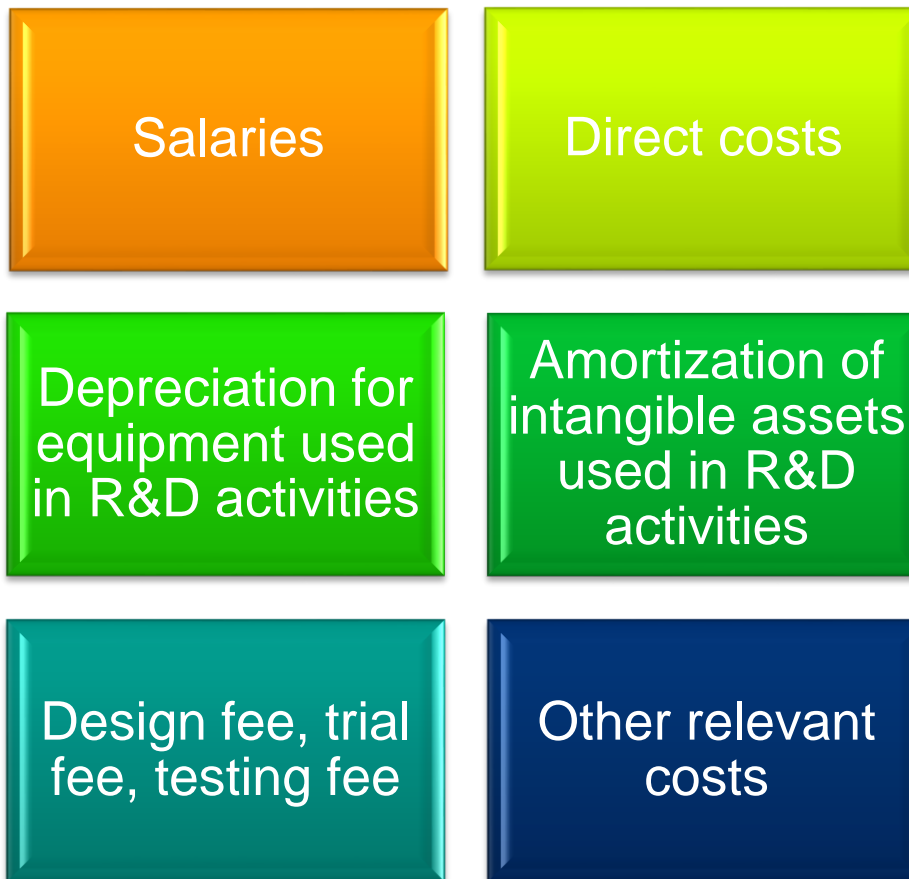 Salaries
Direct costs
Depreciation for
equipment used
in R&D activities
Amortization of
intangible assets
used in R&D
activities
Design fee, trial
fee, testing fee
Other relevant
costs